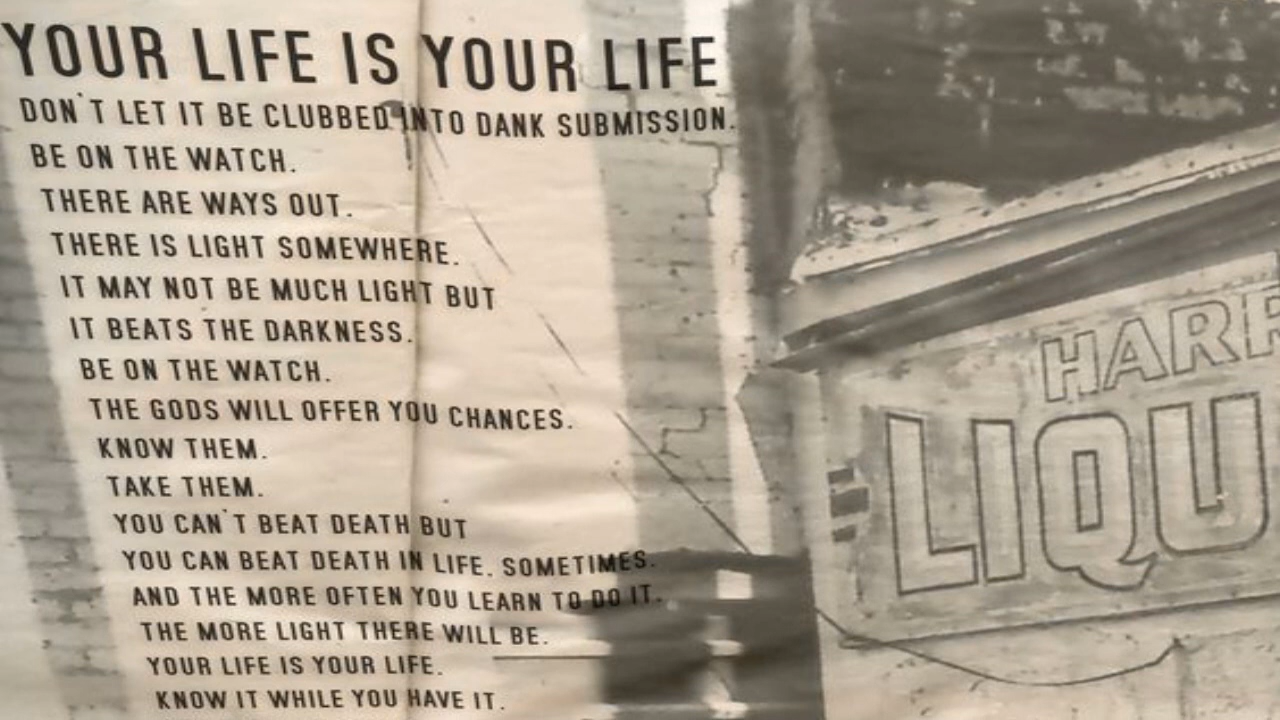 YOUR LIFE IS YOUR LIFE
DON'T LET IT BE CLUBBED INTO DANK SUBMISSION.
BE ON THE WATCH.
THERE ARE WAYS OUT.
THERE IS LIGHT SOMEWHERE.
IT MAY NOT BE MUCH LIGHT BUT
IT BEATS THE DARKNESS.
BE ON THE WATCH.
THE GODS WILL OFFER YOU CHANCES.
KNOW THEM.
TAKE THEM.
YOU CAN'T BEAT DEATH BUT
YOU CAN BEAT DEATH IN LIFE, SOMETIMES.
AND THE MORE OFTEN YOU LEARN TO DO IT,
THE MORE LIGHT THERE WILL BE.
YOUR LIFE IS YOUR LIFE.
KNOW IT WHILE YOU HAVE IT.
HARR
LIQU